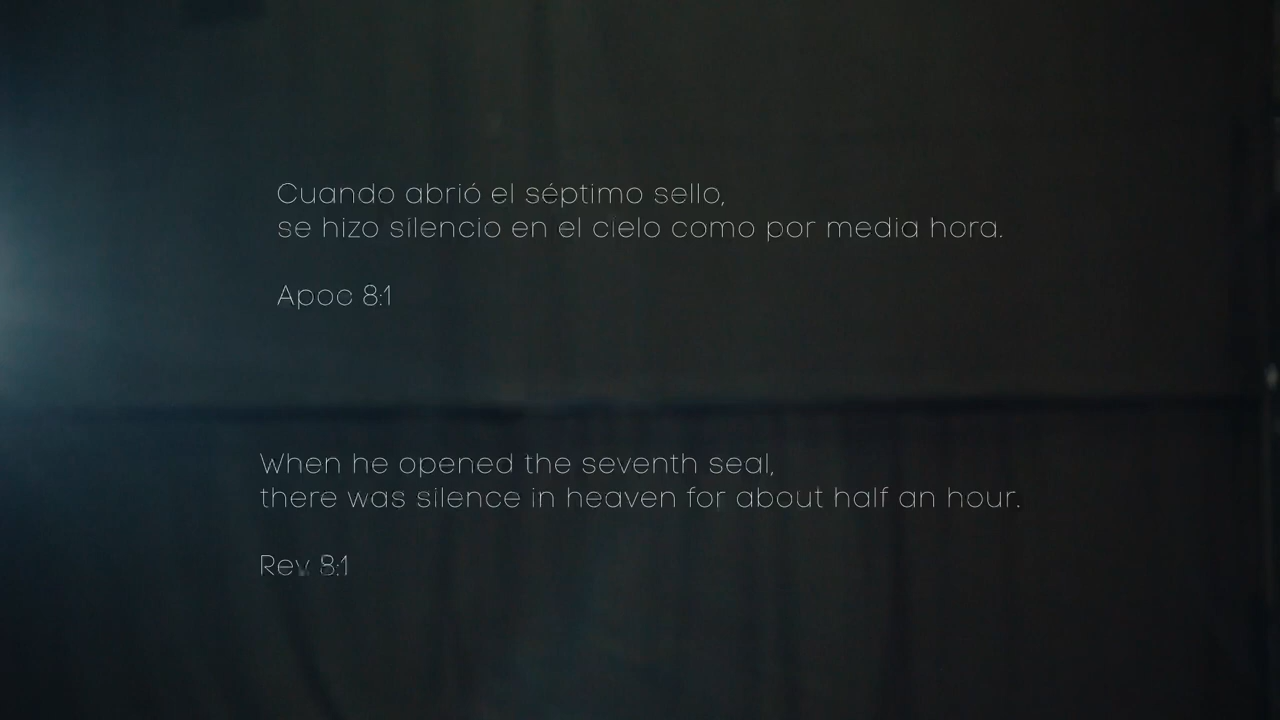 Cuando abrió el séptimo sello,
se hizo silencio en el cielo como por media hora.
Apoc 8:1
When he opened the seventh seal,
there was silence in heaven for about half an hour.
Rev 8:1